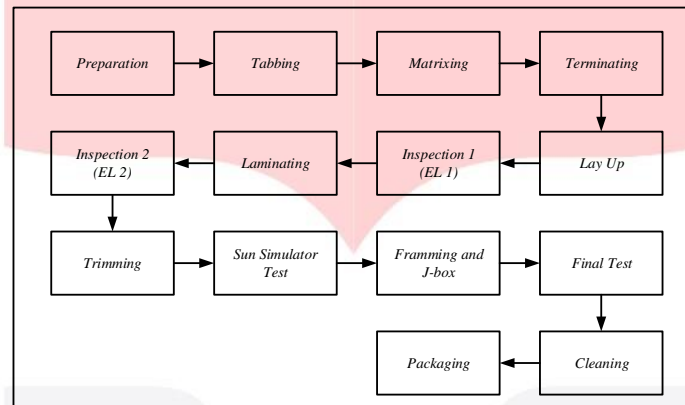 Preparation
Tabbing
Matrixing
Terminating
Lay Up
Inspection 1
(EL 1)
Laminating
Inspection 2
(EL 2)
Trimming
Sun Simulator
Test
Framming and
J-box
Final Test
Cleaning
Packaging